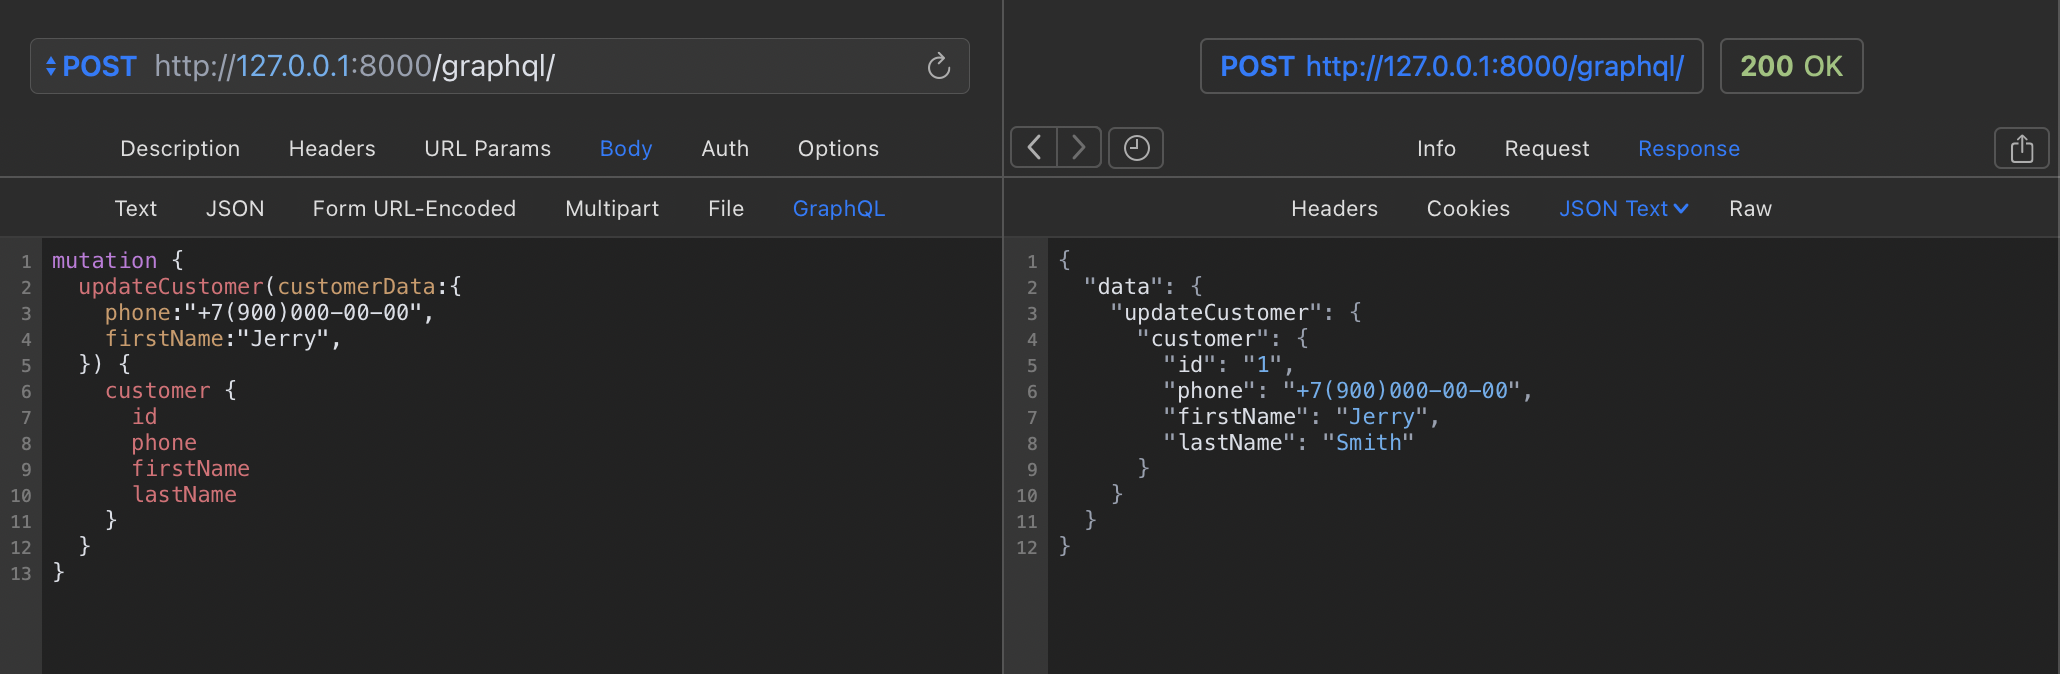 POST http://127.0.0.1:8000/graphql/
Description Headers URL Params Body Auth Options
Text JSON Form URL-Encoded Multipart File GraphQL
1 mutation {
2 updateCustomer(customerData:{
3 phone:"+7(900)000-00-00",
4 firstName:"Jerry",
5 }) {
6 customer {
7 id
8 phone
9 firstName
10 lastName
11 }
12 }
13 }
POST http://127.0.0.1:8000/graphql/ 200 OK
Info Request Response
Headers Cookies JSON Text Raw
1 {
2 "data": {
3 "updateCustomer": {
4 "customer": {
5 "id": "1",
6 "phone": "+7(900)000-00-00",
7 "firstName": "Jerry",
8 "lastName": "Smith"
9 }
10 }
11 }
12 }